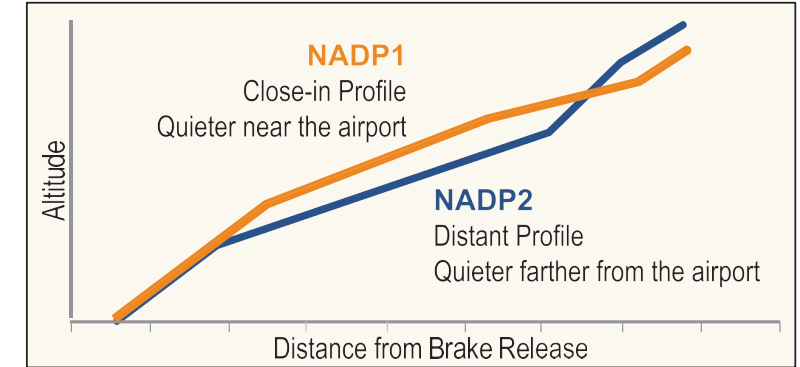 NADP1
Close-in Profile
Quieter near the airport
Altitude
NADP2
Distant Profile
Quieter farther from the airport
Distance from Brake Release